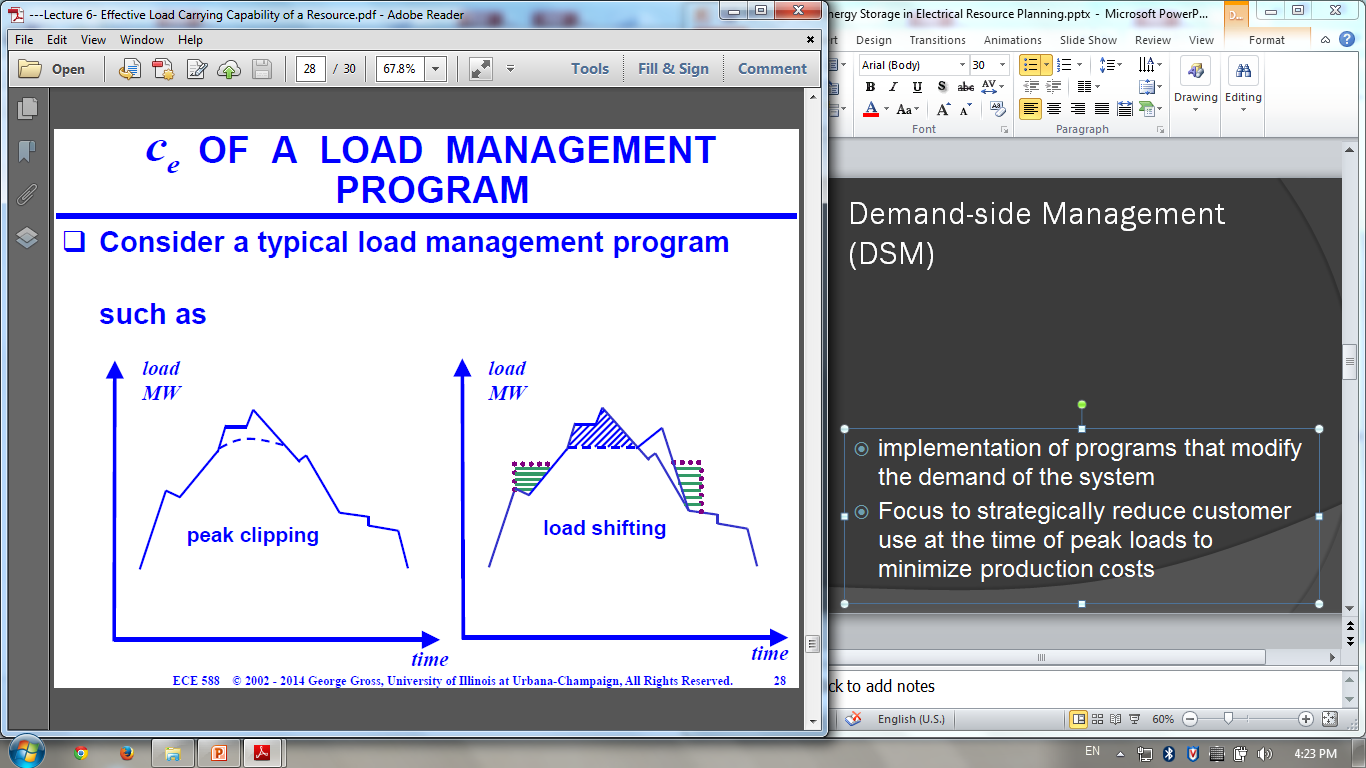 ---Lecture 6- Effective Load Carrying Capability of a Resource.pdf - Adobe Reader
File Edit View Window Help
Open
28 / 30
67.8%
Tools
Fill & Sign
Comment
c_e OF A LOAD MANAGEMENT
PROGRAM
Consider a typical load management program
such as
load
MW
peak clipping
time
load
MW
load shifting
time
ECE 588 © 2002 - 2014 George Gross, University of Illinois at Urbana-Champaign, All Rights Reserved. 28
Storage in Electrical Resource Planning.pptx - Microsoft PowerP...
D...
Design Transitions Animations Slide Show Review View Format
Arial (Body) 30
B I U S abc AV
A Aa A A
Drawing
Editing
Font
Paragraph
Demand-side Management
(DSM)
implementation of programs that modify
the demand of the system
Focus to strategically reduce customer
use at the time of peak loads to
minimize production costs
to add notes
English (U.S.)
60%
EN
4:23 PM